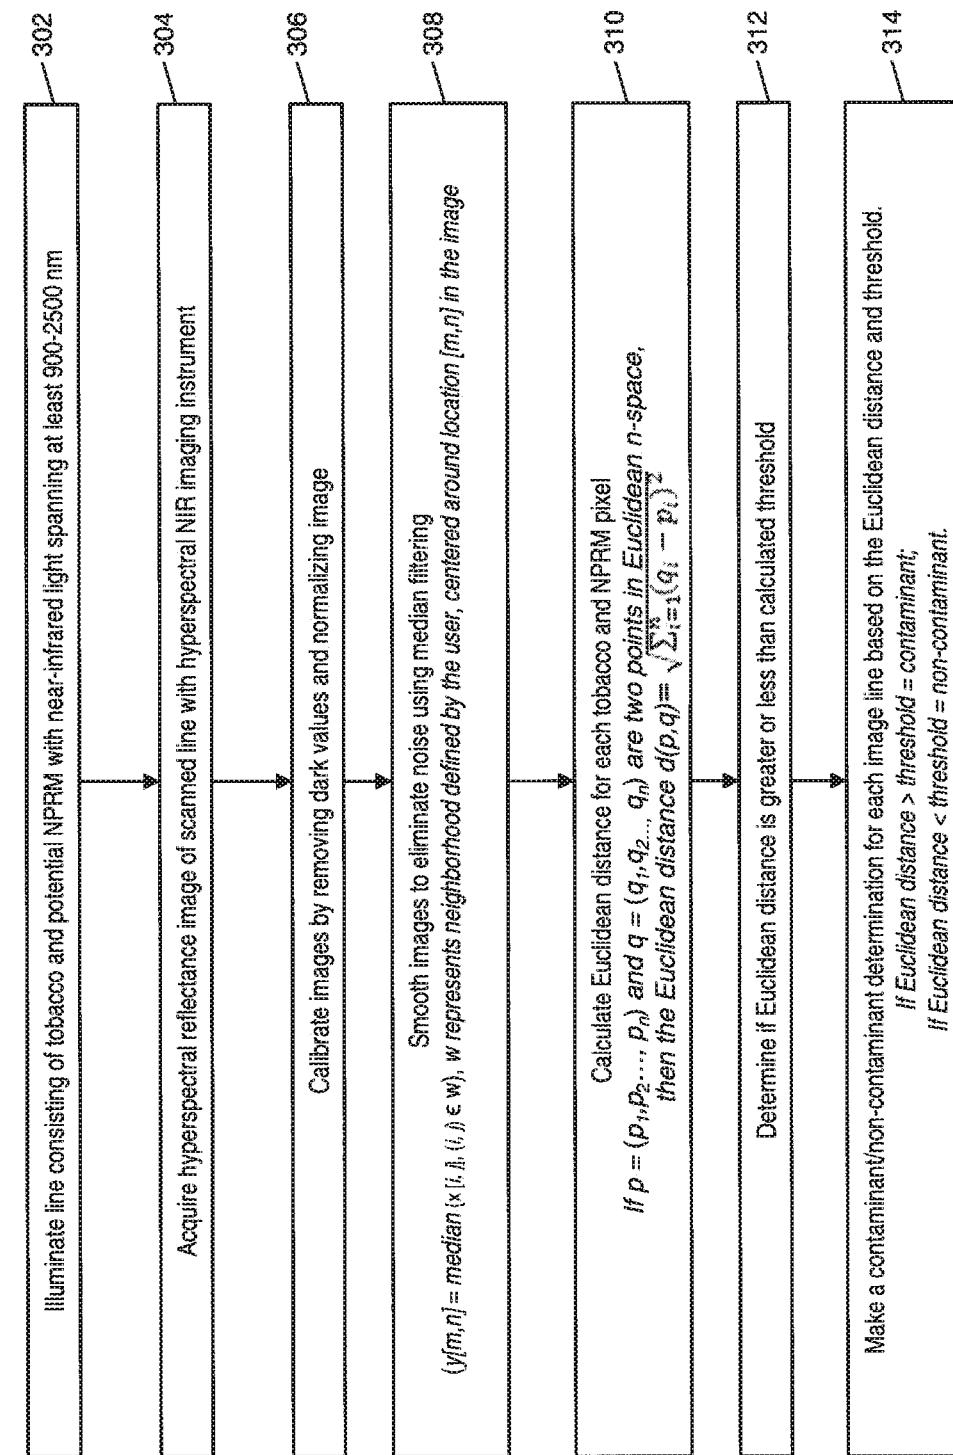 Illuminate line consisting of tobacco and potential NPRM with near-infrared light spanning at least 900-2500 nm
302
Acquire hyperspectral reflectance image of scanned line with hyperspectral NIR imaging instrument
304
Calibrate images by removing dark values and normalizing image
306
Smooth images to eliminate noise using median filtering
(y[m,n] = median (x [i, j], (i, j) ∈ w), w represents neighborhood defined by the user, centered around location [m,n] in the image
308
Calculate Euclidean distance for each tobacco and NPRM pixel
If p = (p₁,p₂..., pₙ) and q = (q₁,q₂..., qₙ) are two points in Euclidean n-space,
then the Euclidean distance d(p,q)= √Σⁿᵢ₌₁(qᵢ − pᵢ)²
310
Determine if Euclidean distance is greater or less than calculated threshold
312
Make a contaminant/non-contaminant determination for each image line based on the Euclidean distance and threshold.
If Euclidean distance > threshold = contaminant;
If Euclidean distance < threshold = non-contaminant.
314